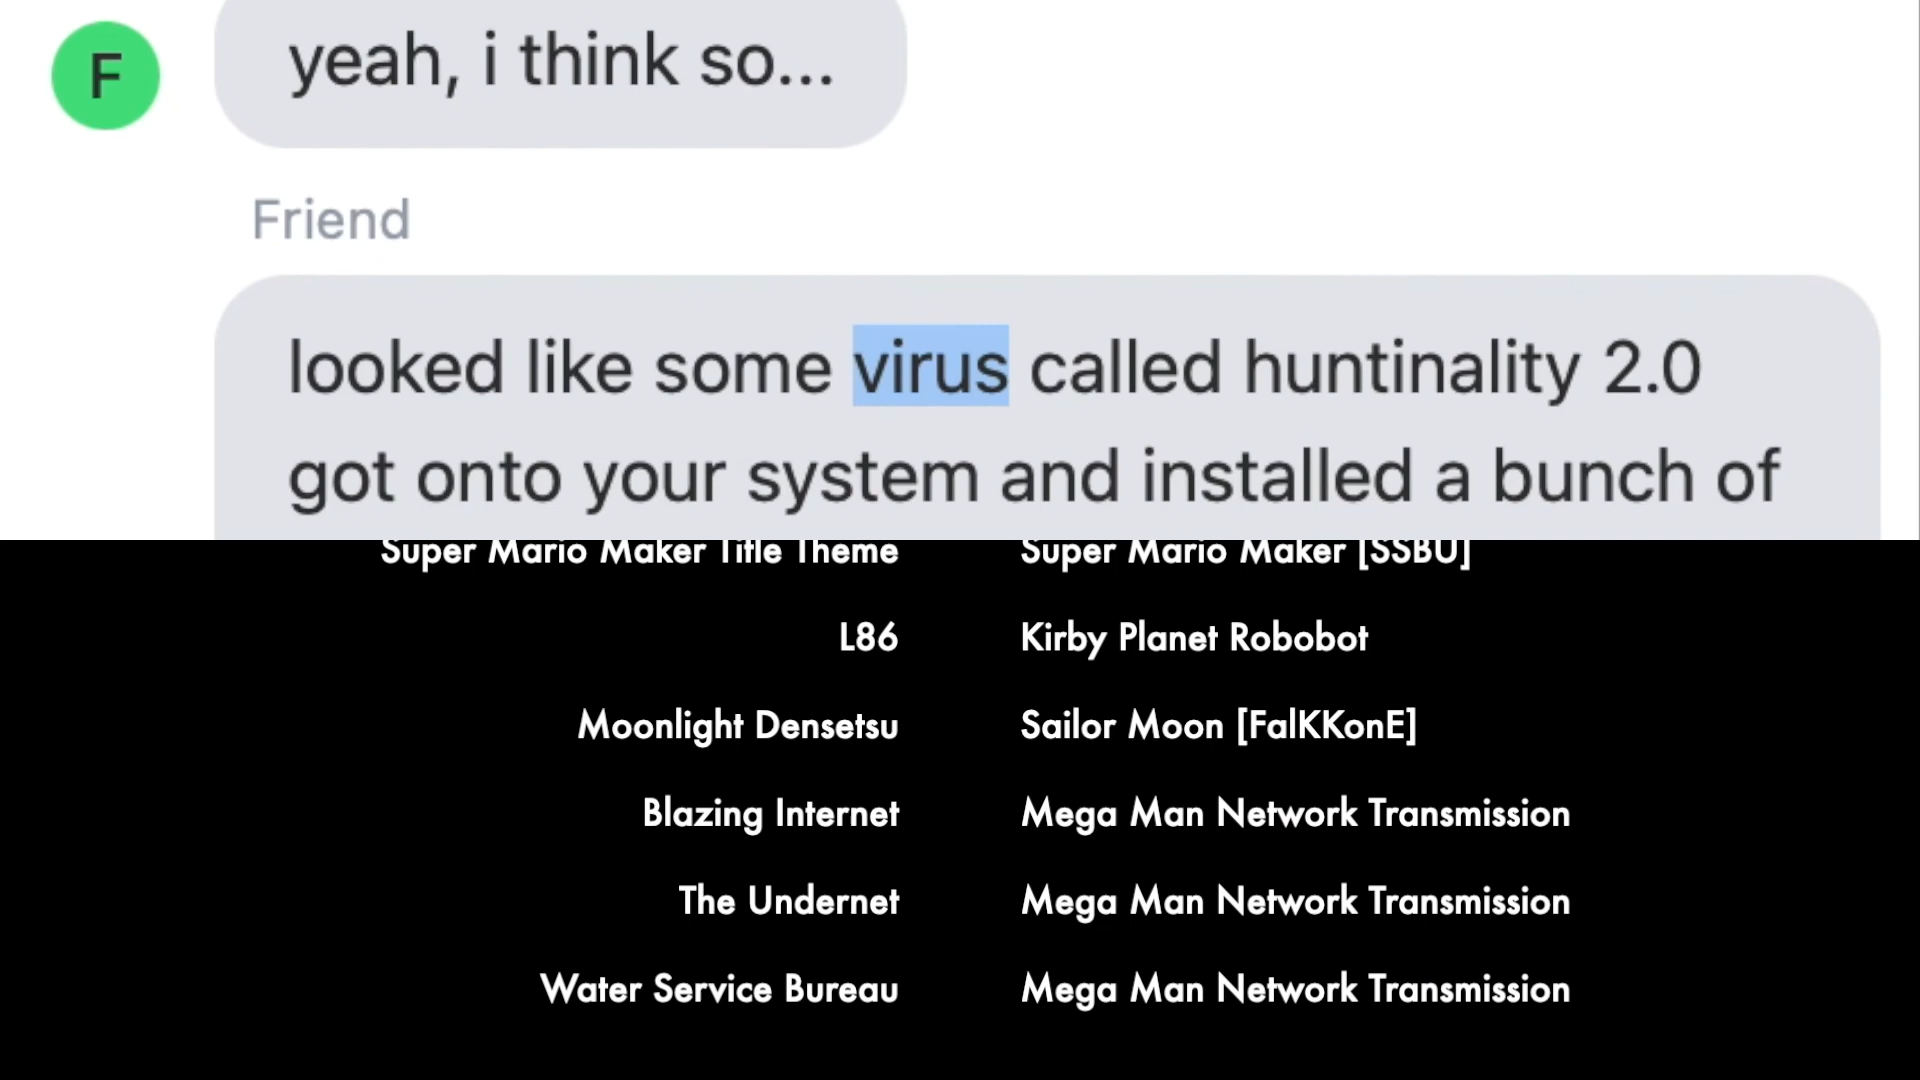 F
yeah, i think so...
Friend
looked like some virus called huntinality 2.0
got onto your system and installed a bunch of
Super Mario Maker Title Theme Super Mario Maker [SSBU]
L86 Kirby Planet Robobot
Moonlight Densetsu Sailor Moon [FalKKonE]
Blazing Internet Mega Man Network Transmission
The Undernet Mega Man Network Transmission
Water Service Bureau Mega Man Network Transmission